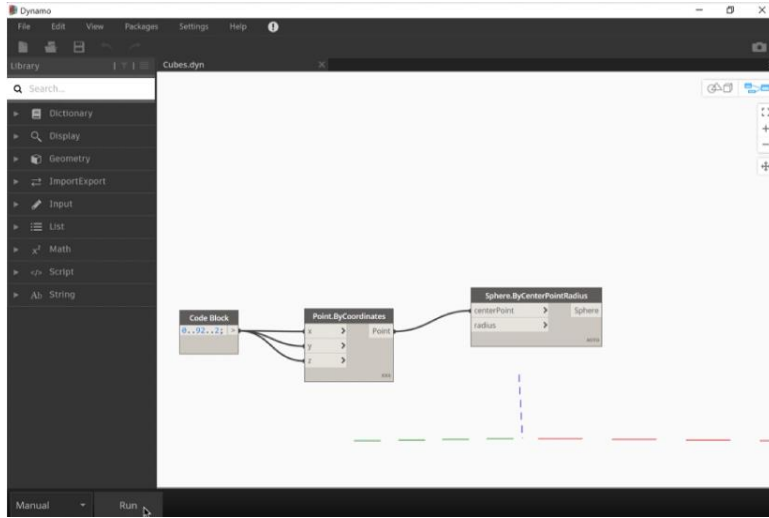 Dynamo
File Edit View Packages Settings Help
Library
Cubes.dyn
Search...
Dictionary
Display
Geometry
ImportExport
Input
List
Math
Script
String
Code Block
0..92..2; >
Point.ByCoordinates
x > Point
y >
z >
Sphere.ByCenterPointRadius
centerPoint > Sphere
radius >
Manual
Run